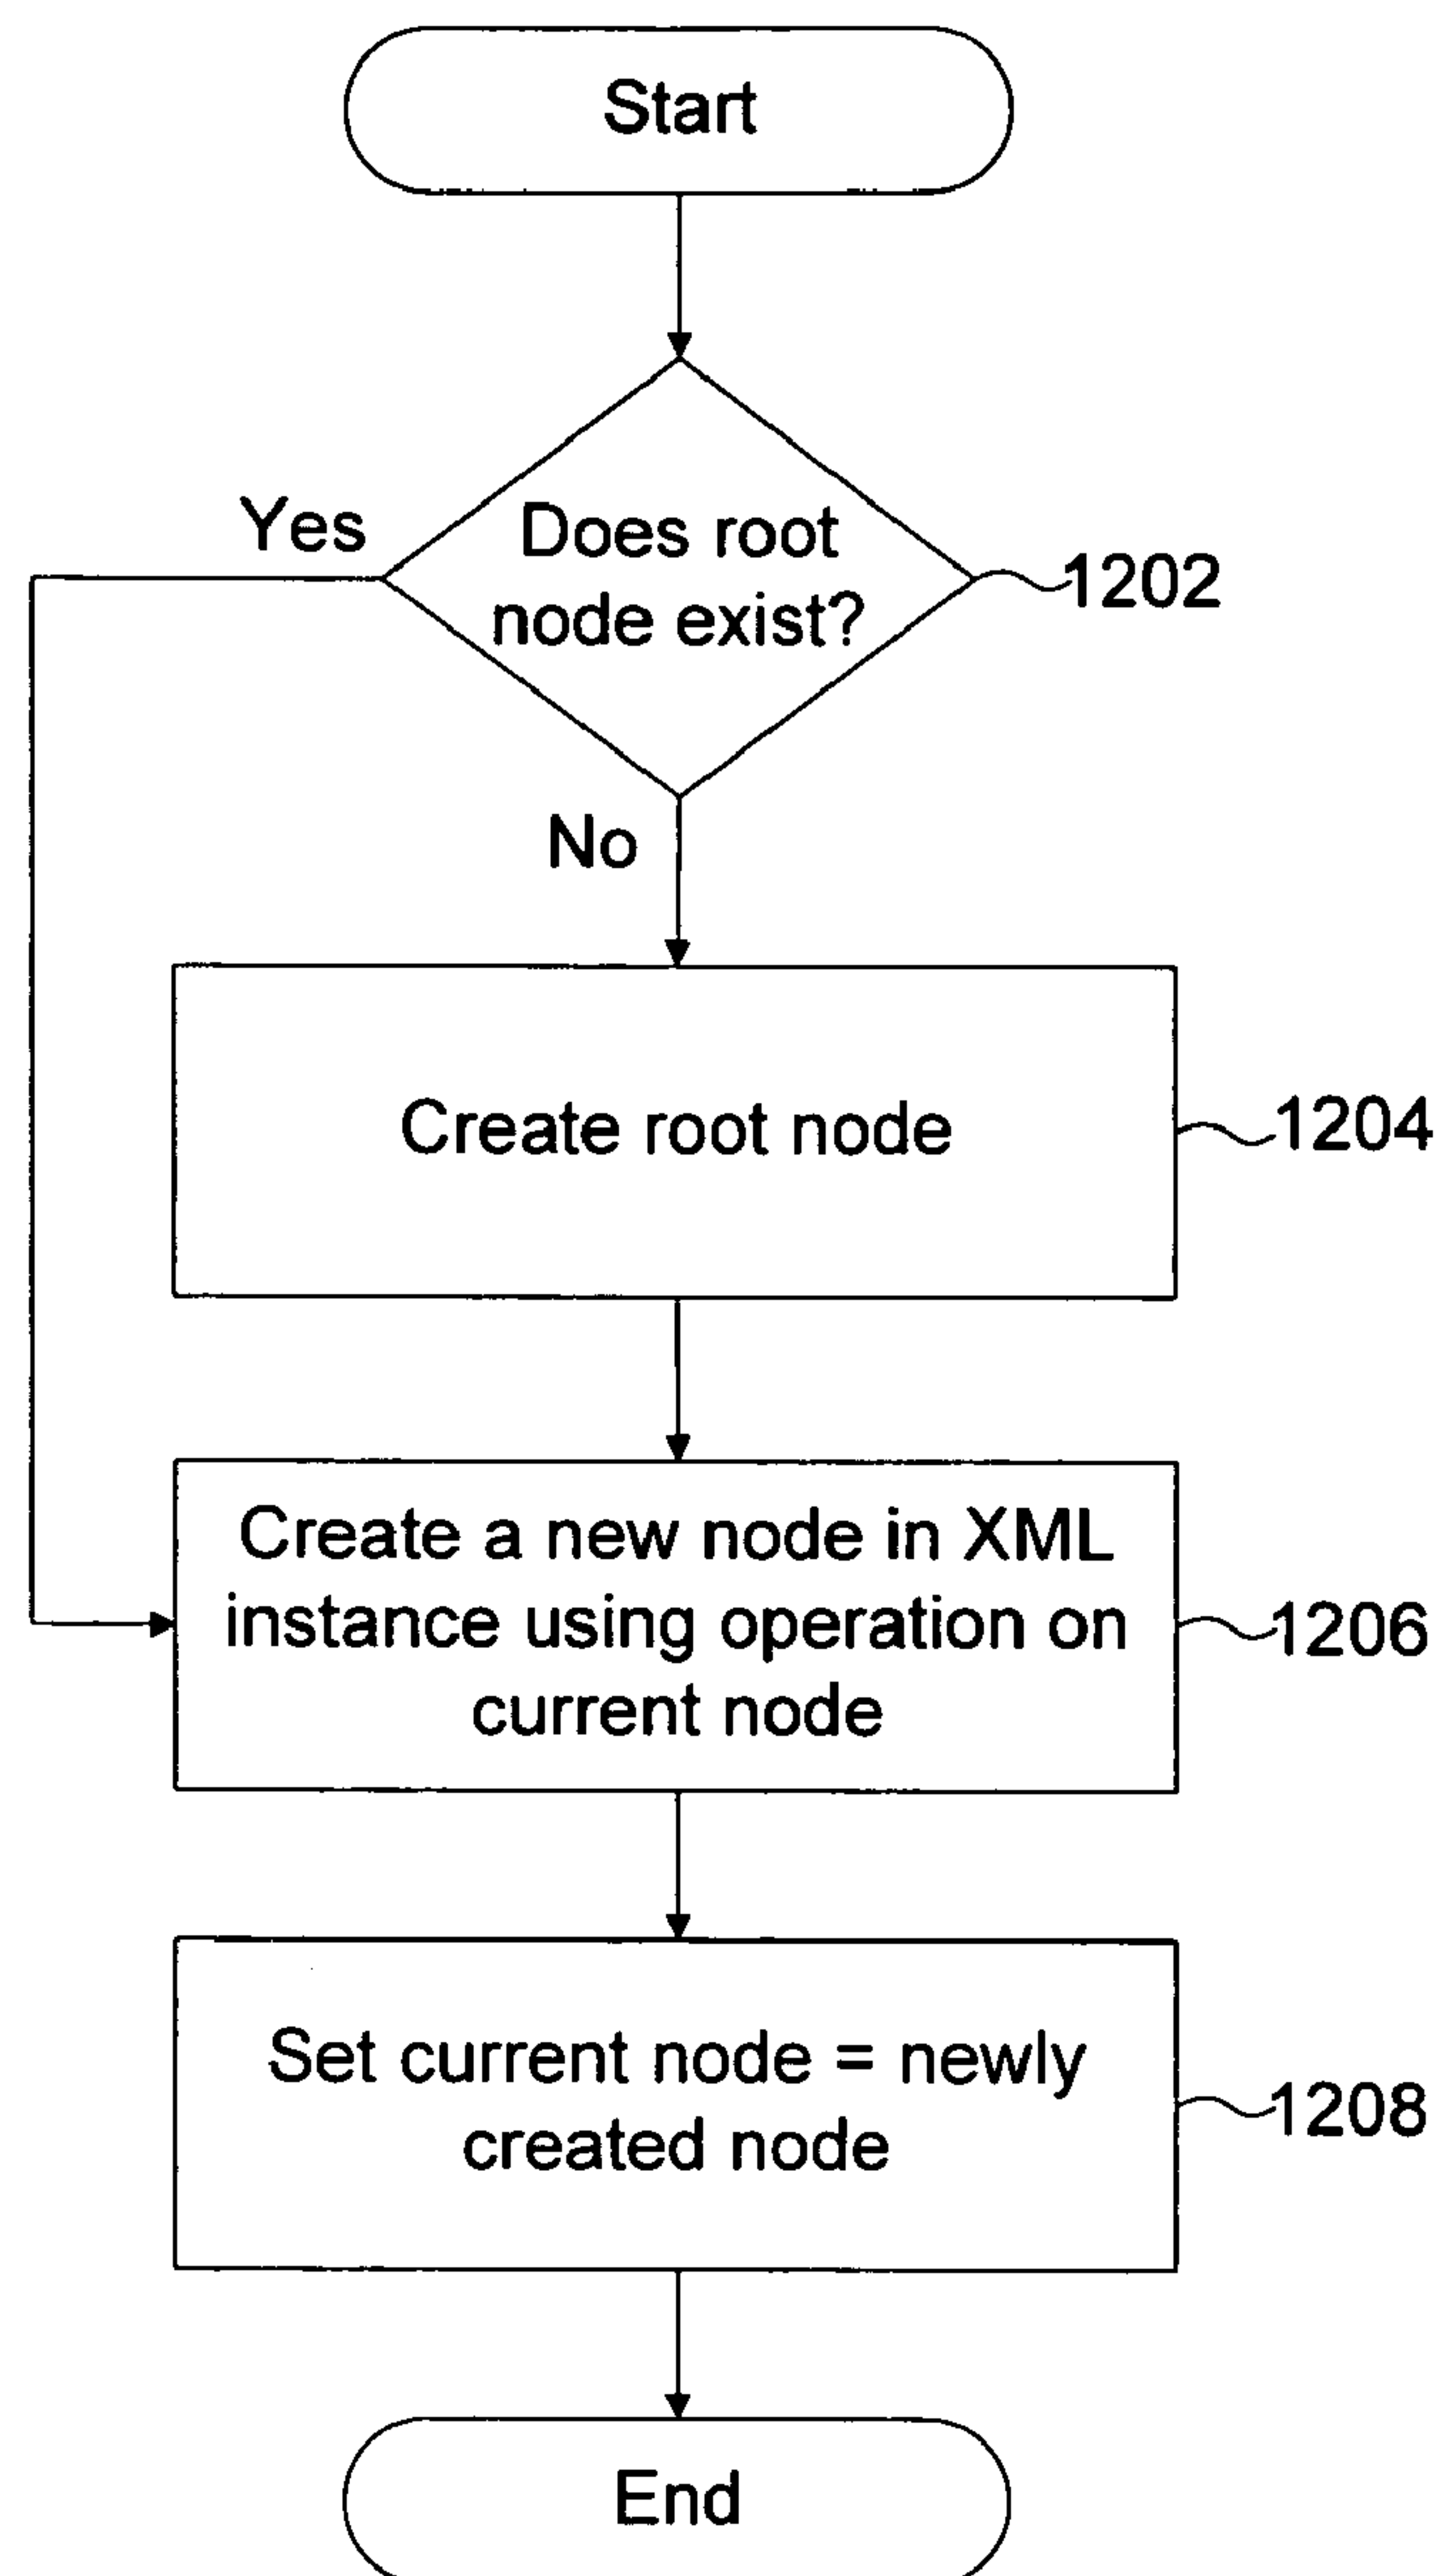 Start
Yes
Does root
node exist?
1202
No
Create root node
1204
Create a new node in XML
instance using operation on
current node
1206
Set current node = newly
created node
1208
End